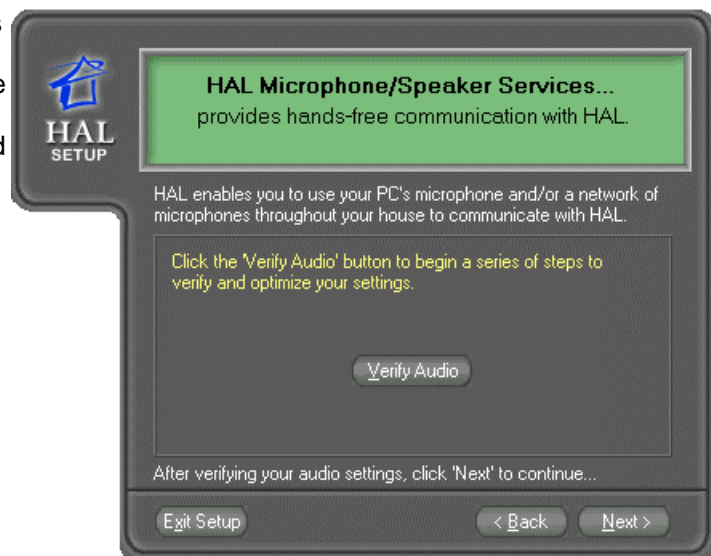 HAL
SETUP
HAL Microphone/Speaker Services...
provides hands-free communication with HAL.
HAL enables you to use your PC's microphone and/or a network of
microphones throughout your house to communicate with HAL.
Click the 'Verify Audio' button to begin a series of steps to
verify and optimize your settings.
Verify Audio
After verifying your audio settings, click 'Next' to continue...
Exit Setup
< Back
Next >